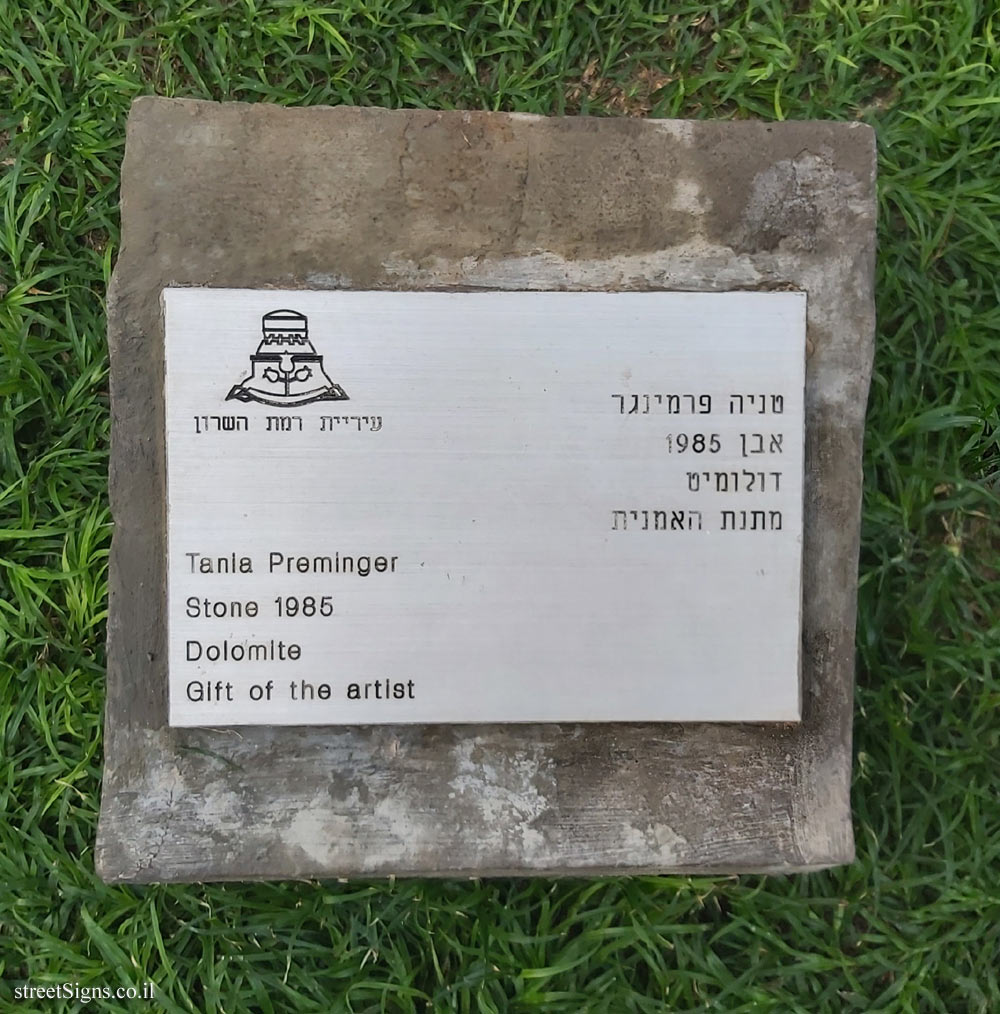 עיריית רמת השרון
טניה פרמינגר
אבן 1985
דולומיט
מתנת האמנית
Tania Preminger
Stone 1985
Dolomite
Gift of the artist
streetSigns.co.il